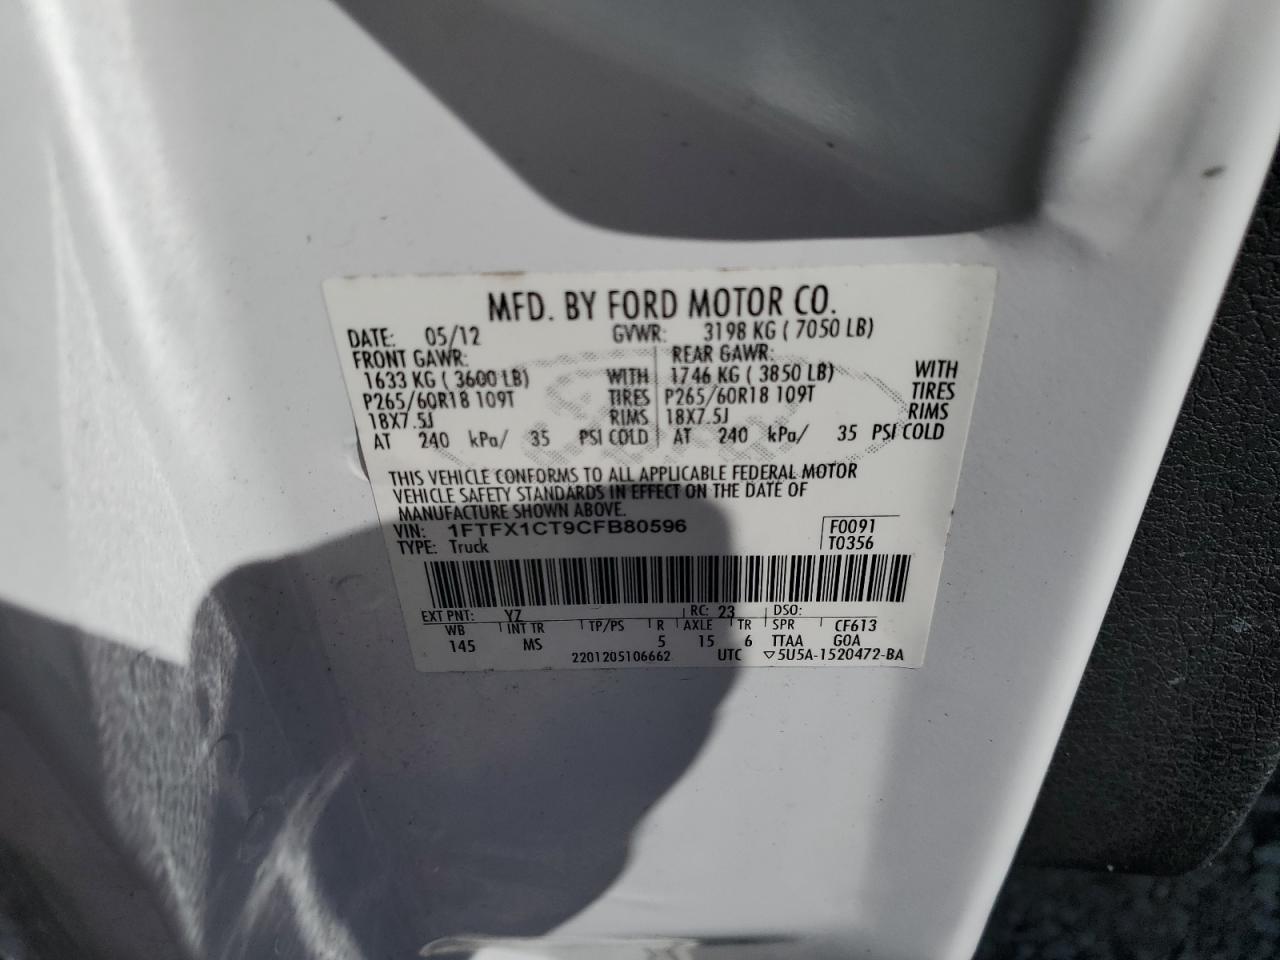 MFD. BY FORD MOTOR CO.
DATE: 05/12 GVWR: 3198 KG ( 7050 LB)
FRONT GAWR: REAR GAWR:
1633 KG ( 3600 LB) WITH 1746 KG ( 3850 LB) WITH
P265/60R18 109T TIRES P265/60R18 109T TIRES
18X7.5J RIMS 18X7.5J RIMS
AT 240 kPa/ 35 PSI COLD AT 240 kPa/ 35 PSI COLD
THIS VEHICLE CONFORMS TO ALL APPLICABLE FEDERAL MOTOR
VEHICLE SAFETY STANDARDS IN EFFECT ON THE DATE OF
MANUFACTURE SHOWN ABOVE.
VIN: 1FTFX1CT9CFB80596 F0091
TYPE: Truck T0356
EXT PNT: YZ RC: 23 DSO:
WB INT TR TP/PS R AXLE TR SPR CF613
145 MS 5 15 6 TTAA GOA
2201205106662 UTC ▽5U5A-1520472-BA